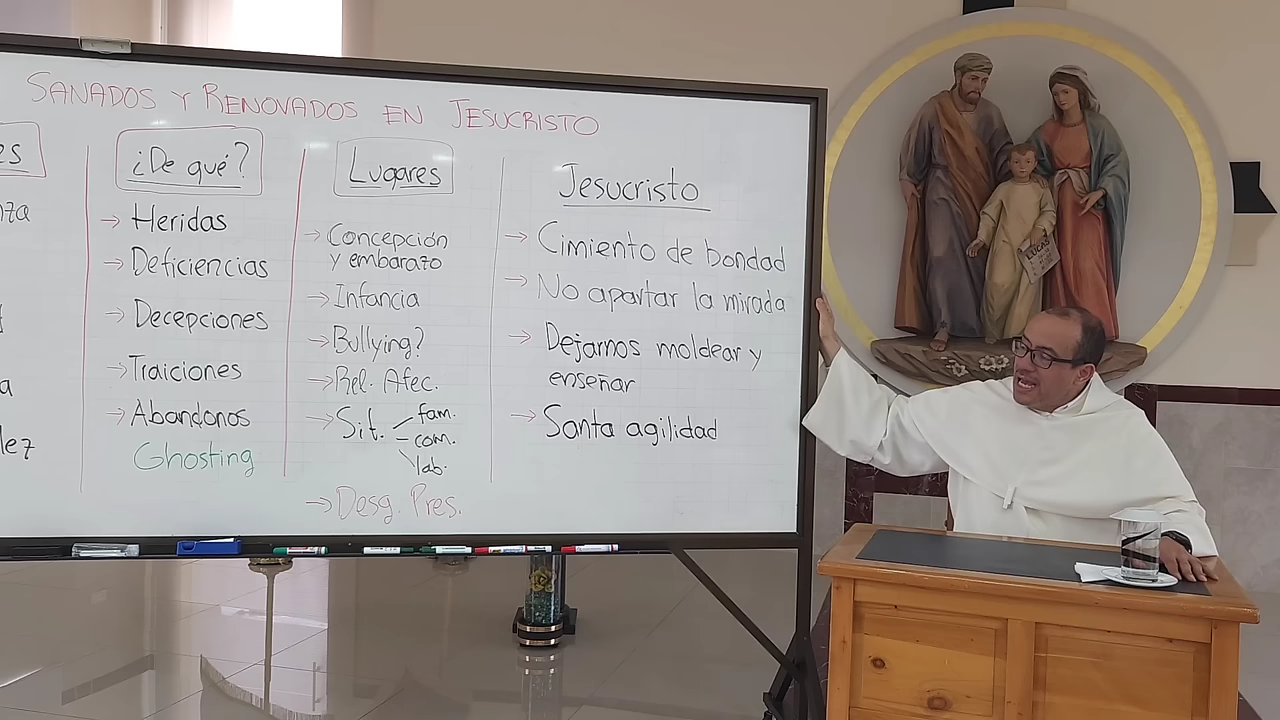 SANADOS Y RENOVADOS EN JESUCRISTO
¿De qué?
→ Heridas
→ Deficiencias
→ Decepciones
→ Traiciones
→ Abandonos
Ghosting
Lugares
→ Concepción
y embarazo
→ Infancia
→ Bullying?
→ Rel. Afec.
→ Sit. fam.
com.
lab.
→ Desg. Pres.
Jesucristo
→ Cimiento de bondad
→ No apartar la mirada
→ Dejarnos moldear y
enseñar
→ Santa agilidad
LUCAS